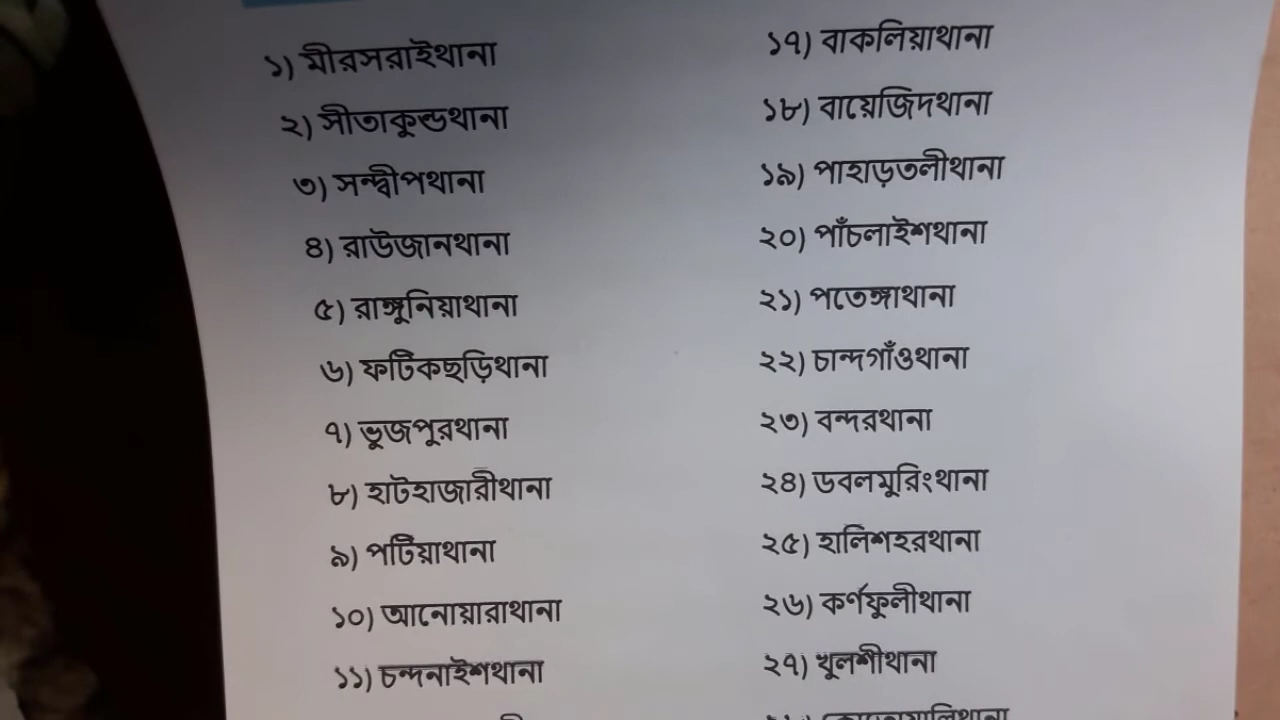 ১) মীরসরাইথানা
২) সীতাকুন্ডথানা
৩) সন্দ্বীপথানা
৪) রাউজানথানা
৫) রাঙ্গুনিয়াথানা
৬) ফটিকছড়িথানা
৭) ভুজপুরথানা
৮) হাটহাজারীথানা
৯) পটিয়াথানা
১০) আনোয়ারাথানা
১১) চন্দনাইশথানা
১৭) বাকলিয়াথানা
১৮) বায়েজিদথানা
১৯) পাহাড়তলীথানা
২০) পাঁচলাইশথানা
২১) পতেঙ্গাথানা
২২) চান্দগাঁওথানা
২৩) বন্দরথানা
২৪) ডবলমুরিংথানা
২৫) হালিশহরথানা
২৬) কর্ণফুলীথানা
২৭) খুলশীথানা